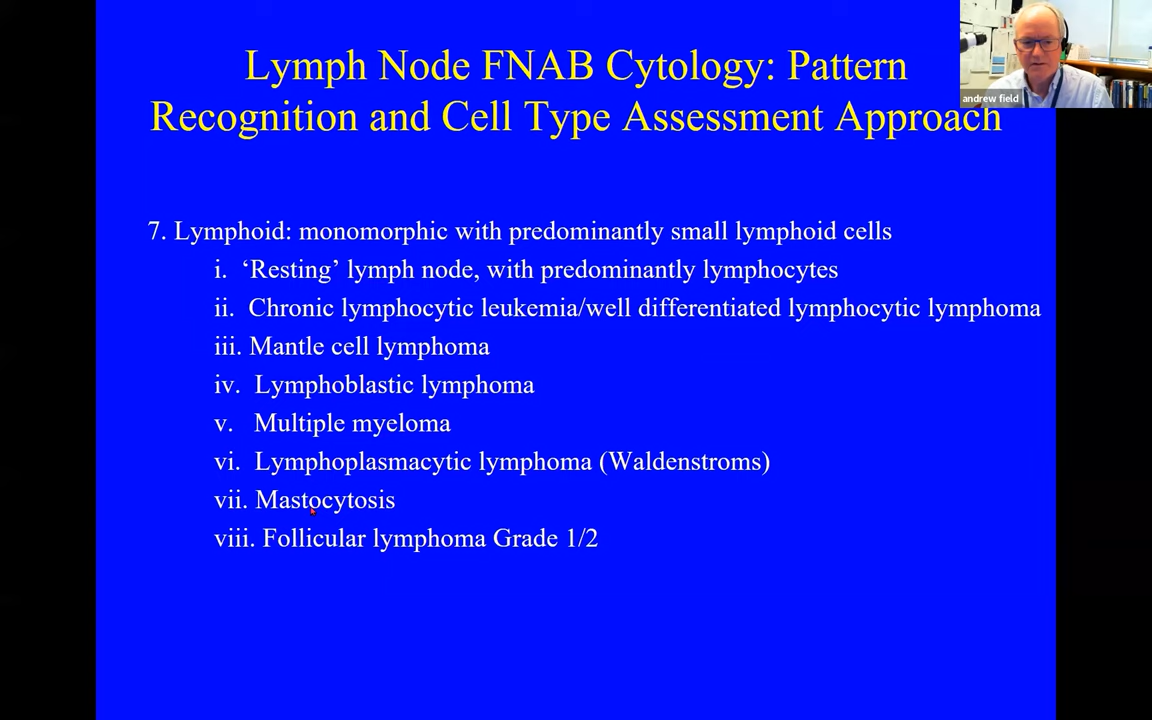 Lymph Node FNAB Cytology: Pattern
Recognition and Cell Type Assessment Approach
andrew field
7. Lymphoid: monomorphic with predominantly small lymphoid cells
i. ‘Resting’ lymph node, with predominantly lymphocytes
ii. Chronic lymphocytic leukemia/well differentiated lymphocytic lymphoma
iii. Mantle cell lymphoma
iv. Lymphoblastic lymphoma
v. Multiple myeloma
vi. Lymphoplasmacytic lymphoma (Waldenstroms)
vii. Mastocytosis
viii. Follicular lymphoma Grade 1/2